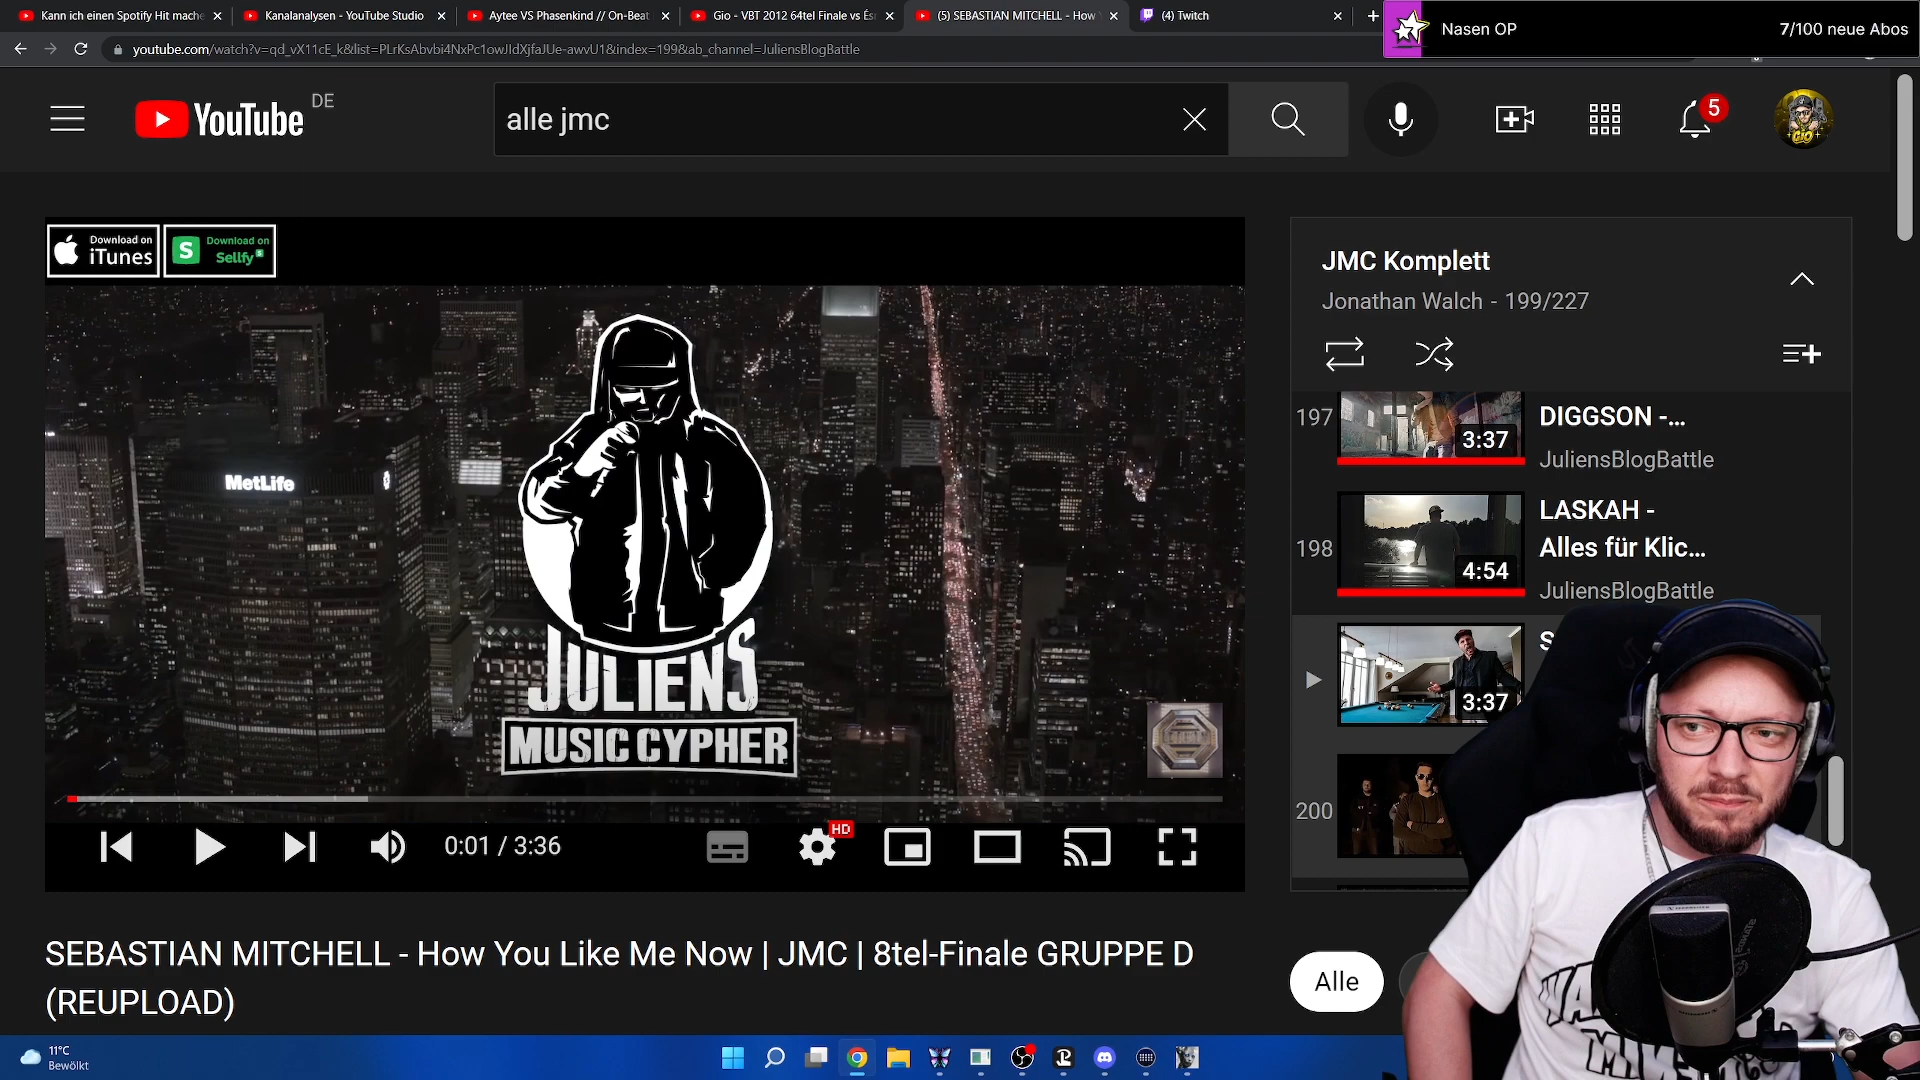 Kann ich einen Spotify Hit mache
Kanalanalysen - YouTube Studio
Aytee VS Phasenkind // On-Beat
Gio - VBT 2012 64tel Finale vs Ésr
(5) SEBASTIAN MITCHELL - How
(4) Twitch
Nasen OP
7/100 neue Abos
youtube.com/watch?v=qd_vX11cE_k&list=PLrKsAbvbi4NxPc1owJIdXjfaJUe-awvU1&index=199&ab_channel=JuliensBlogBattle
YouTube
DE
alle jmc
5
GIO
Download on
iTunes
Download on
Sellfy
MetLife
JULIENS
MUSIC CYPHER
0:01 / 3:36
HD
JMC Komplett
Jonathan Walch - 199/227
197
3:37
DIGGSON -...
JuliensBlogBattle
198
4:54
LASKAH -
Alles für Klic...
JuliensBlogBattle
3:37
S
200
SEBASTIAN MITCHELL - How You Like Me Now | JMC | 8tel-Finale GRUPPE D
(REUPLOAD)
Alle
11°C
Bewölkt